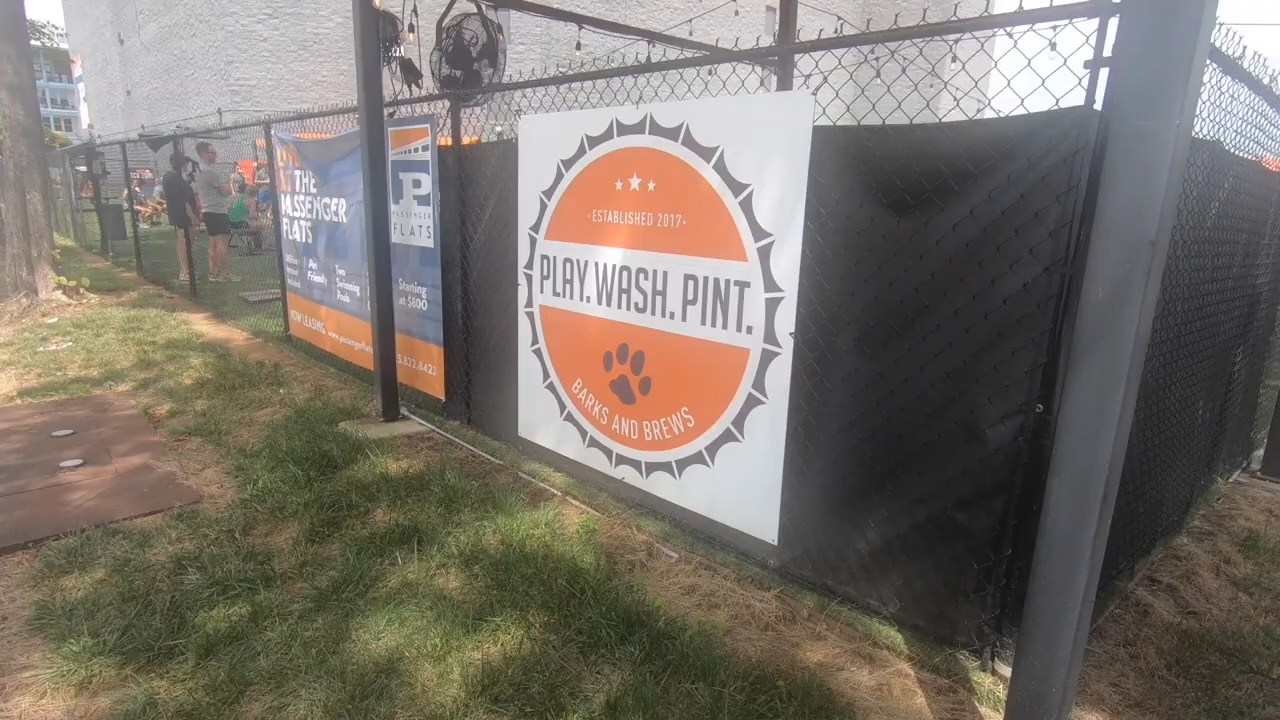 THE
PASSENGER
FLATS
Pet
Friendly
Two
Swimming
Pools
Starting
at $800
NOW LEASING
P
PASSENGER
FLATS
ESTABLISHED 2017
PLAY. WASH. PINT.
BARKS AND BREWS